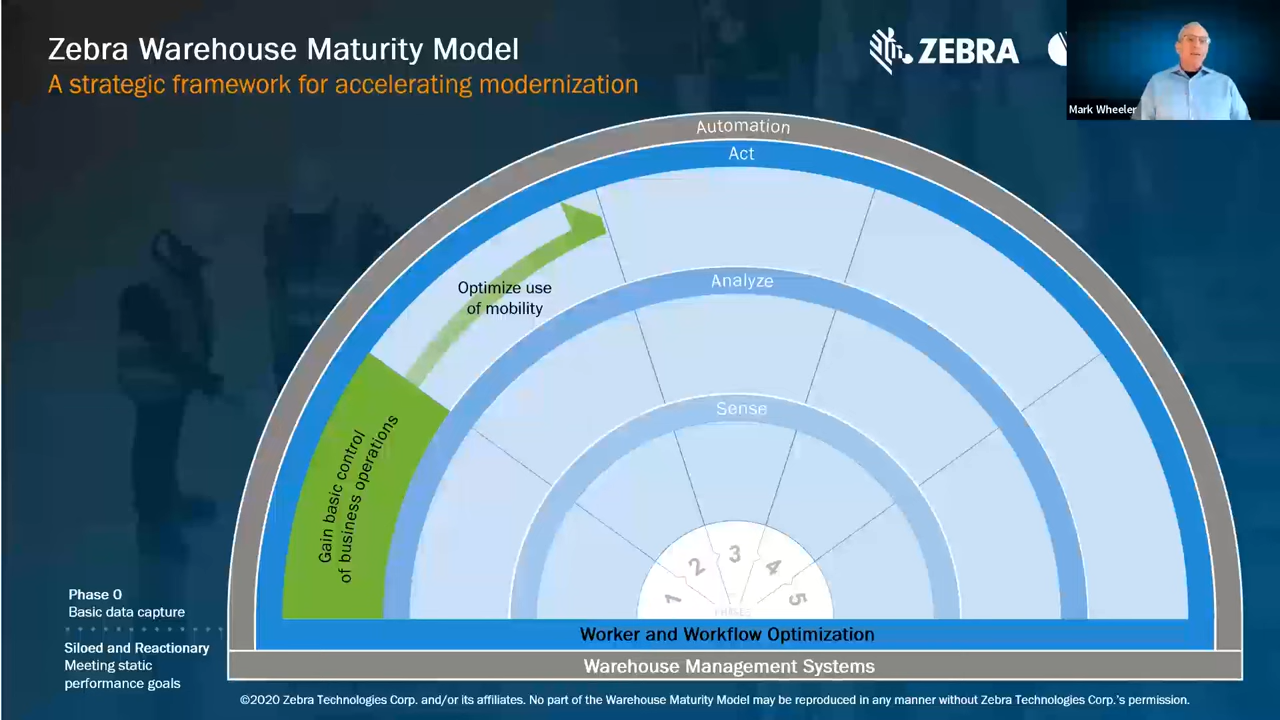 Zebra Warehouse Maturity Model
A strategic framework for accelerating modernization
ZEBRA
Mark Wheeler
Automation
Act
Optimize use
of mobility
Analyze
Gain basic control
of business operations
Sense
1 2 3 4 5
PHASES
Phase 0
Basic data capture
Siloed and Reactionary
Meeting static
performance goals
Worker and Workflow Optimization
Warehouse Management Systems
©2020 Zebra Technologies Corp. and/or its affiliates. No part of the Warehouse Maturity Model may be reproduced in any manner without Zebra Technologies Corp.'s permission.